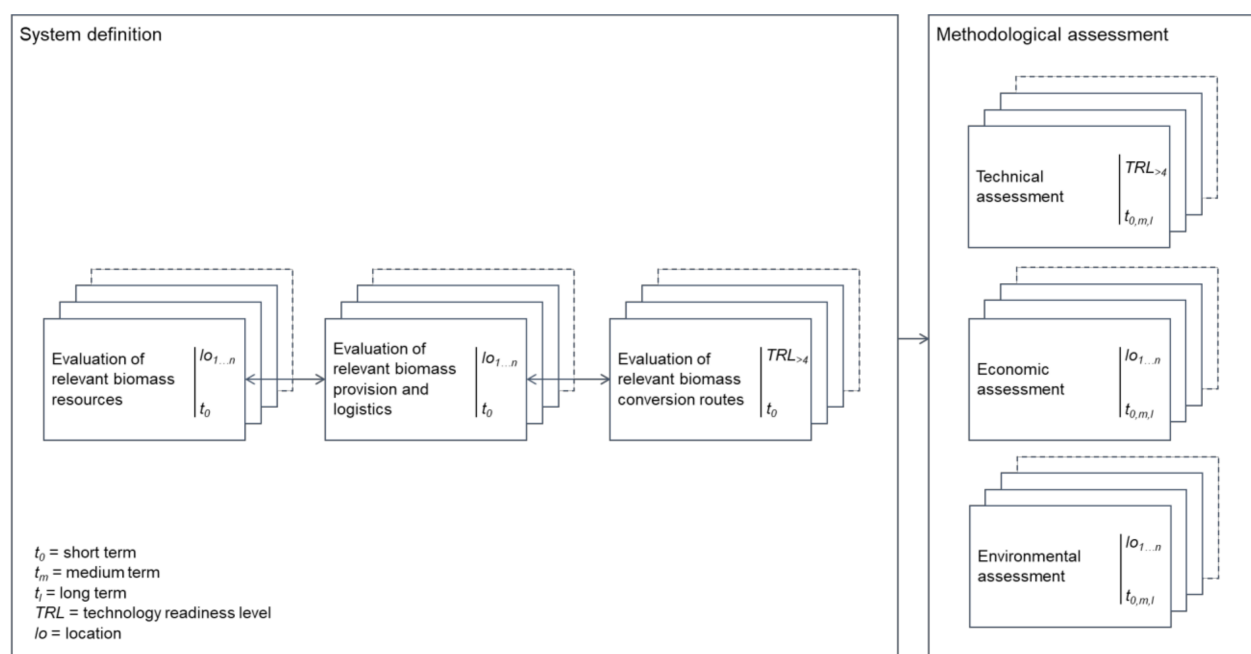 System definition
Evaluation of
relevant biomass
resources
lo1…n
t0
Evaluation of
relevant biomass
provision and
logistics
lo1…n
t0
Evaluation of
relevant biomass
conversion routes
TRL>4
t0
t0 = short term
tm = medium term
tl = long term
TRL = technology readiness level
lo = location
Methodological assessment
Technical
assessment
TRL>4
t0,m,l
Economic
assessment
lo1…n
t0,m,l
Environmental
assessment
lo1…n
t0,m,l